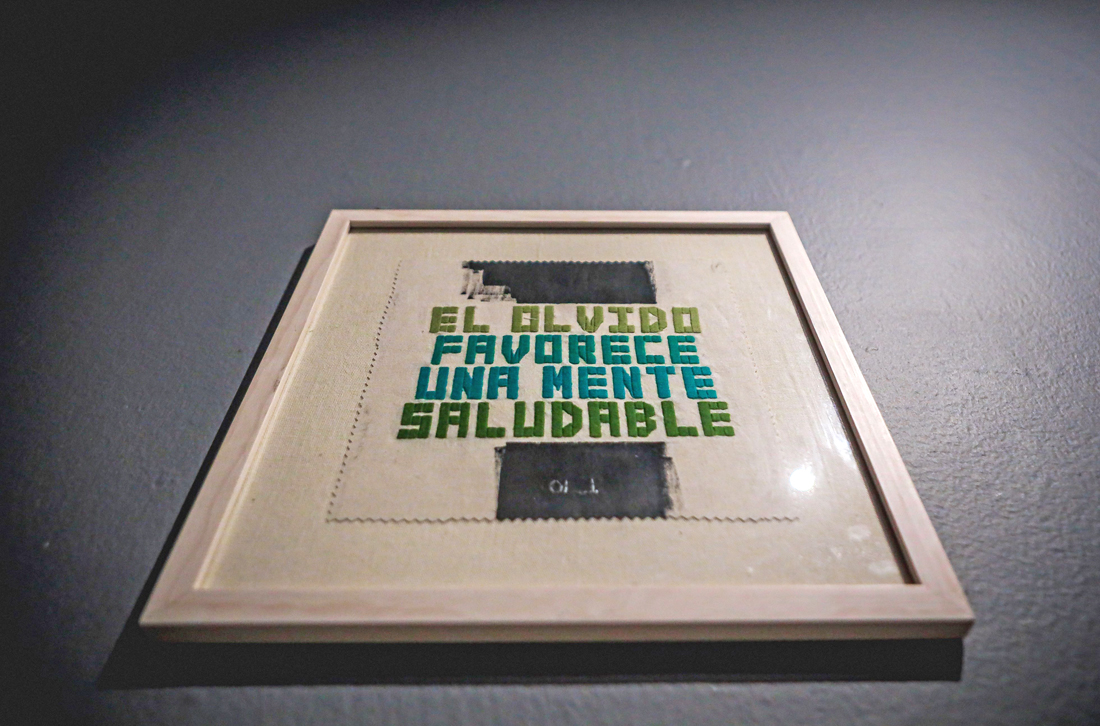 EL OLVIDO
FAVORECE
UNA MENTE
SALUDABLE